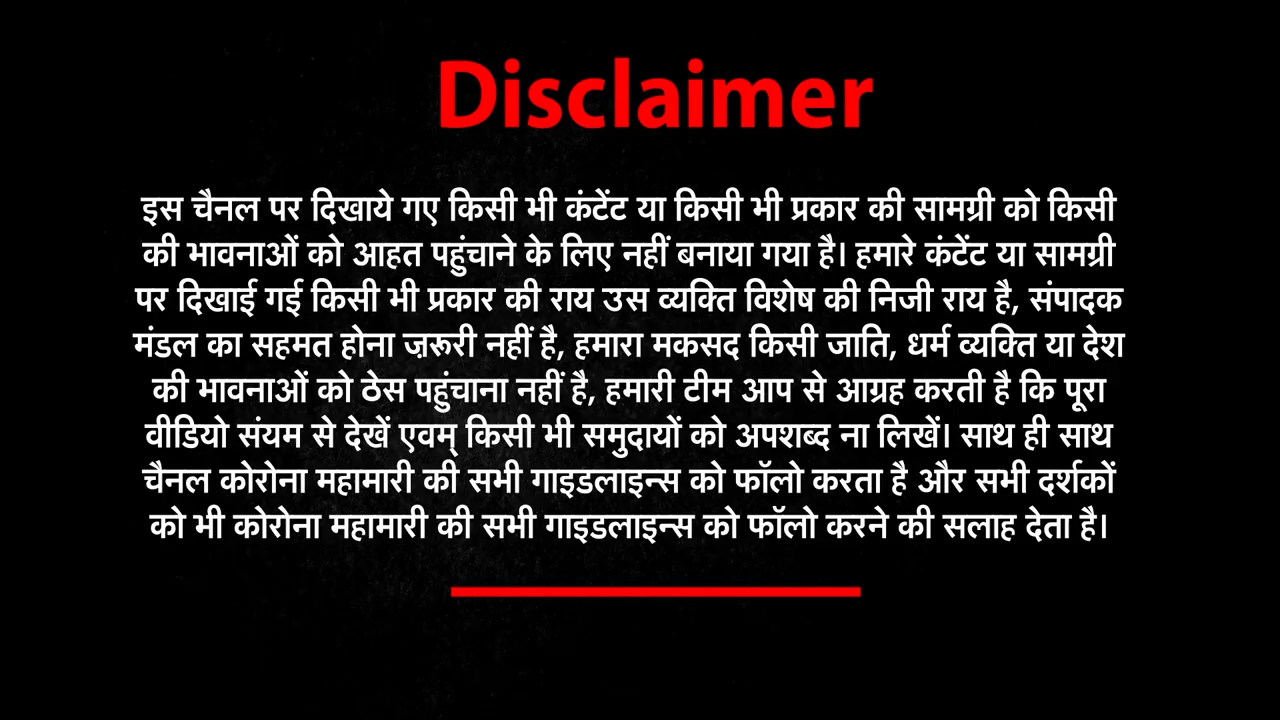 Disclaimer
इस चैनल पर दिखाये गए किसी भी कंटेंट या किसी भी प्रकार की सामग्री को किसी
की भावनाओं को आहत पहुंचाने के लिए नहीं बनाया गया है। हमारे कंटेंट या सामग्री
पर दिखाई गई किसी भी प्रकार की राय उस व्यक्ति विशेष की निजी राय है, संपादक
मंडल का सहमत होना ज़रूरी नहीं है, हमारा मकसद किसी जाति, धर्म व्यक्ति या देश
की भावनाओं को ठेस पहुंचाना नहीं है, हमारी टीम आप से आग्रह करती है कि पूरा
वीडियो संयम से देखें एवम् किसी भी समुदायों को अपशब्द ना लिखें। साथ ही साथ
चैनल कोरोना महामारी की सभी गाइडलाइन्स को फॉलो करता है और सभी दर्शकों
को भी कोरोना महामारी की सभी गाइडलाइन्स को फॉलो करने की सलाह देता है।